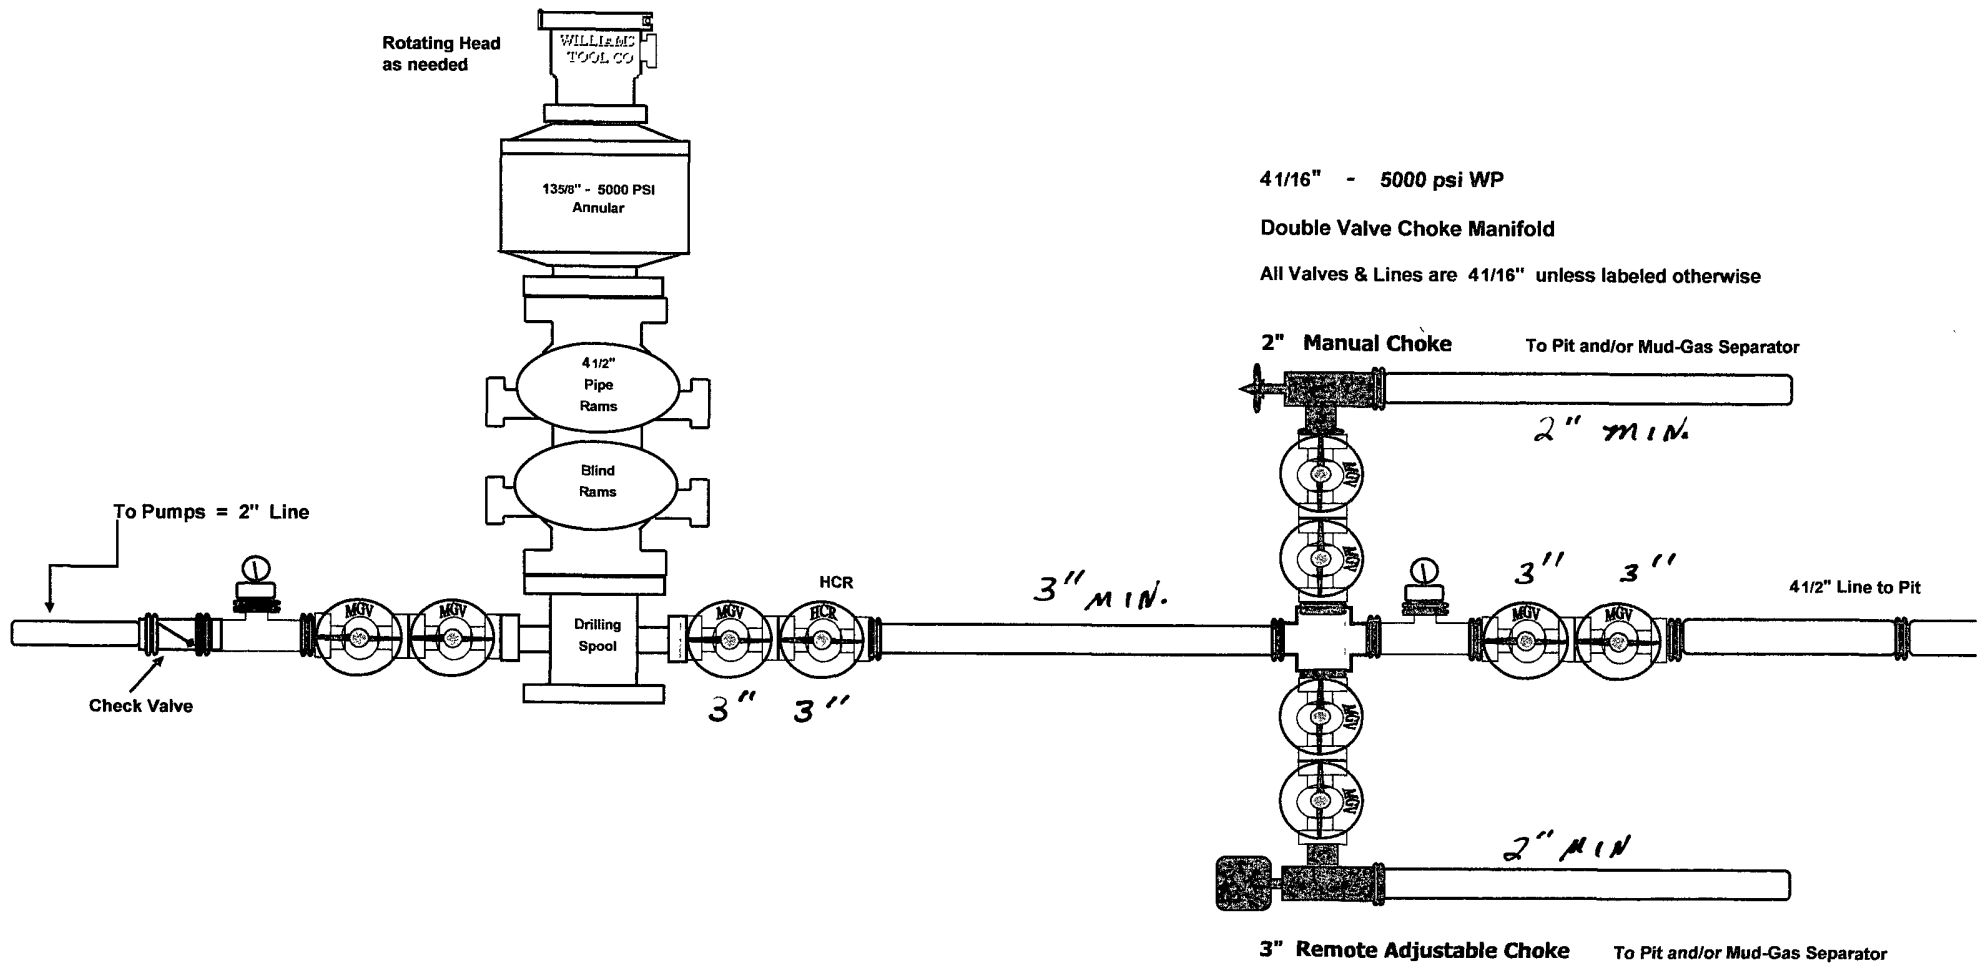 Rotating Head
as needed
WILLIAMS
TOOL CO
135/8" - 5000 PSI
Annular
41/16" - 5000 psi WP
Double Valve Choke Manifold
All Valves & Lines are 41/16" unless labeled otherwise
2" Manual Choke
To Pit and/or Mud-Gas Separator
4 1/2"
Pipe
Rams
2" MIN.
MGV
Blind
Rams
To Pumps = 2" Line
MGV
HCR
3" MIN.
3"
3"
41/2" Line to Pit
MGV
MGV
Drilling
Spool
MGV
HCR
MGV
MGV
Check Valve
3"
3"
MGV
MGV
2" MIN
3" Remote Adjustable Choke
To Pit and/or Mud-Gas Separator